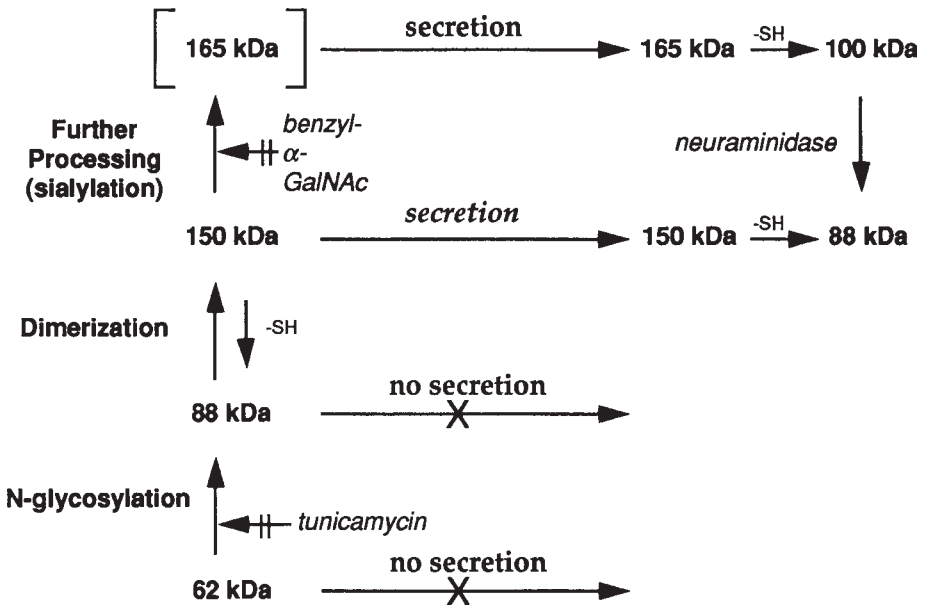 165 kDa
secretion
165 kDa
-SH
100 kDa
Further
Processing
(sialylation)
benzyl-
α-
GalNAc
neuraminidase
150 kDa
secretion
150 kDa
-SH
88 kDa
Dimerization
-SH
88 kDa
no secretion
N-glycosylation
tunicamycin
62 kDa
no secretion